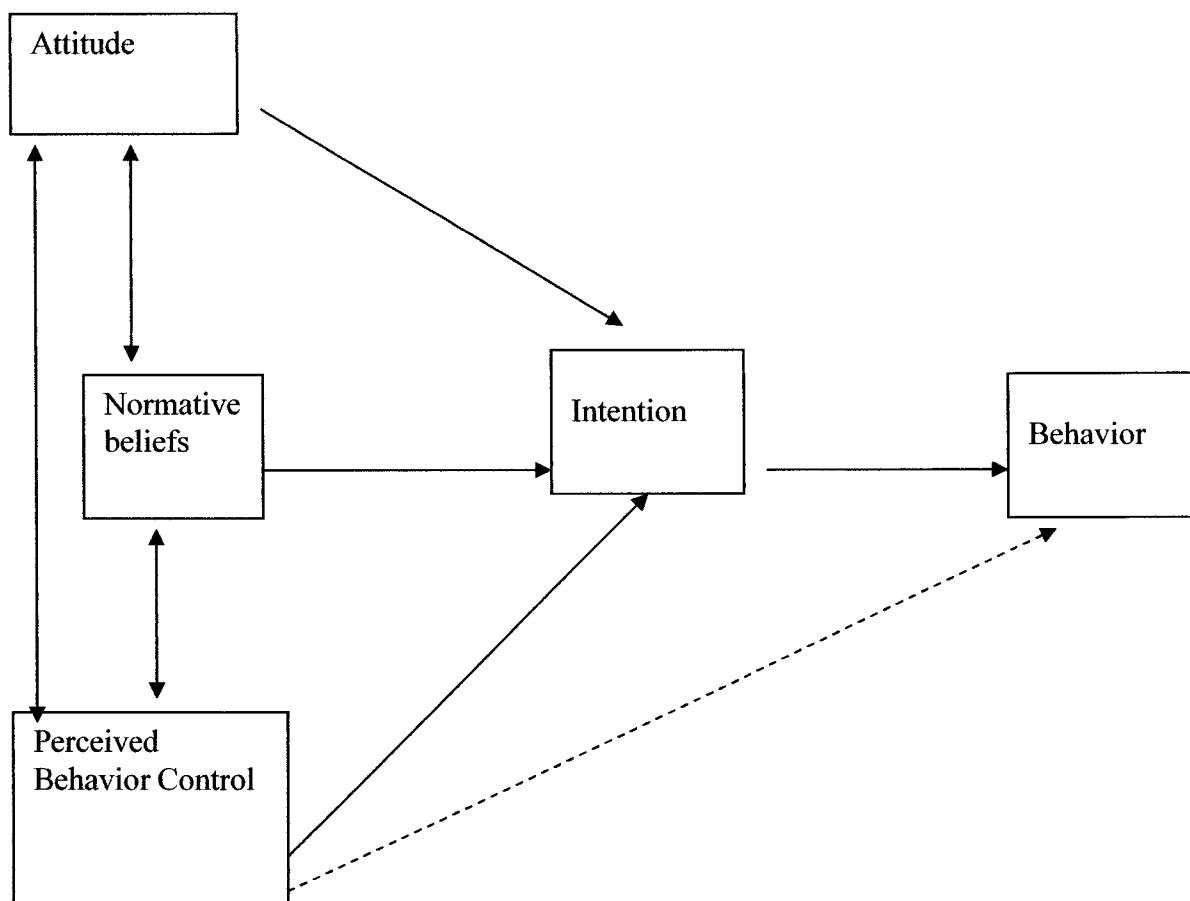 Attitude
Normative
beliefs
Intention
Behavior
Perceived
Behavior Control